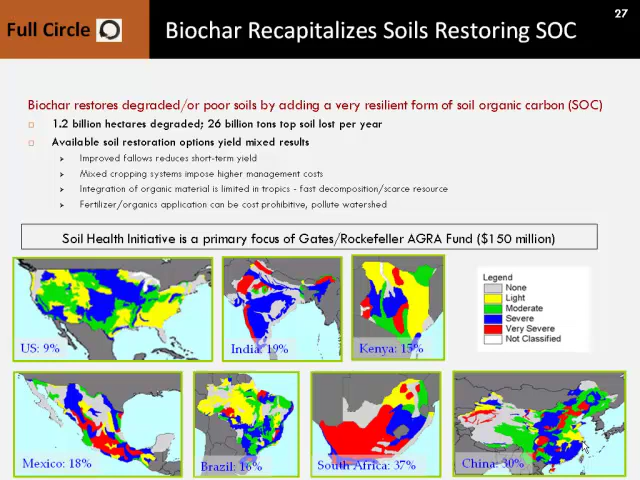 27
Full Circle
Biochar Recapitalizes Soils Restoring SOC
Biochar restores degraded/or poor soils by adding a very resilient form of soil organic carbon (SOC)
1.2 billion hectares degraded; 26 billion tons top soil lost per year
Available soil restoration options yield mixed results
Improved fallows reduces short-term yield
Mixed cropping systems impose higher management costs
Integration of organic material is limited in tropics - fast decomposition/scarce resource
Fertilizer/organics application can be cost prohibitive, pollute watershed
Soil Health Initiative is a primary focus of Gates/Rockefeller AGRA Fund ($150 million)
US: 9%
India: 19%
Kenya: 15%
Legend
None
Light
Moderate
Severe
Very Severe
Not Classified
Mexico: 18%
Brazil: 16%
South Africa: 37%
China: 30%